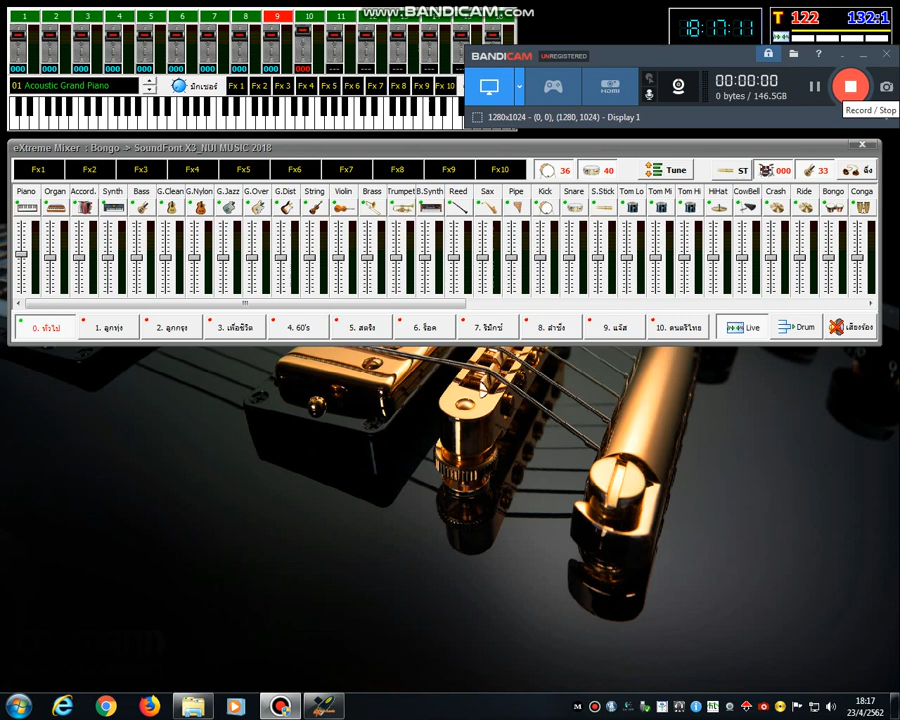 www.BANDICAM.com
1 2 3 4 5 6 7 8 9 10 11
000 000 000 000 000 000 000 000 000 000 --- ---
01 Acoustic Grand Piano
มิกเซอร์
Fx 1 Fx 2 Fx 3 Fx 4 Fx 5 Fx 6 Fx 7 Fx 8 Fx 9 Fx 10
18:17:11
T 122 132:1
BANDICAM UNREGISTERED
HDMI
00:00:00
0 bytes / 146.5GB
Record / Stop
1280x1024 - (0, 0), (1280, 1024) - Display 1
eXtreme Mixer : Bongo -> SoundFont X3_NUI MUSIC 2018
Fx1 Fx2 Fx3 Fx4 Fx5 Fx6 Fx7 Fx8 Fx9 Fx10 36 40 Tune ST 000 33 ฉิ่ง
Piano Organ Accord. Synth Bass G.Clean G.Nylon G.Jazz G.Over G.Dist String Violin Brass Trumpet B.Synth Reed Sax Pipe Kick Snare S.Stick Tom Lo Tom Mi Tom Hi HiHat CowBell Crash Ride Bongo Conga
0. ทั่วไป 1. ลูกทุ่ง 2. ลูกกรุง 3. เพื่อชีวิต 4. 60's 5. สตริง 6. ร็อค 7. ริมิกซ์ 8. ลำซิ่ง 9. แจ๊ส 10. ดนตรีไทย Live Drum เสียงร้อง
18:17
23/4/2562